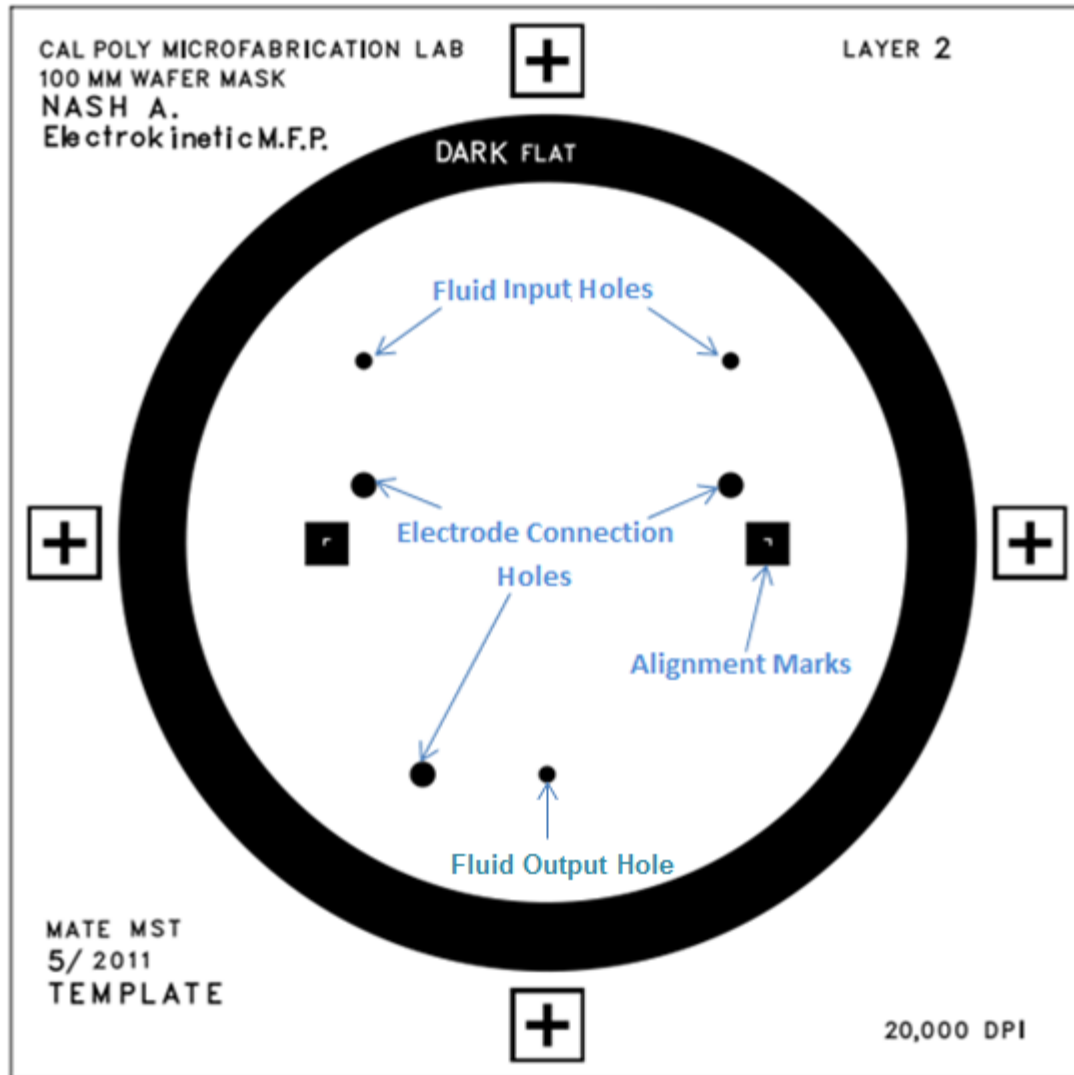 CAL POLY MICROFABRICATION LAB
100 MM WAFER MASK
NASH A.
Electrokinetic M.F.P.
LAYER 2
DARK FLAT
Fluid Input Holes
Electrode Connection
Holes
Alignment Marks
Fluid Output Hole
MATE MST
5/2011
TEMPLATE
20,000 DPI